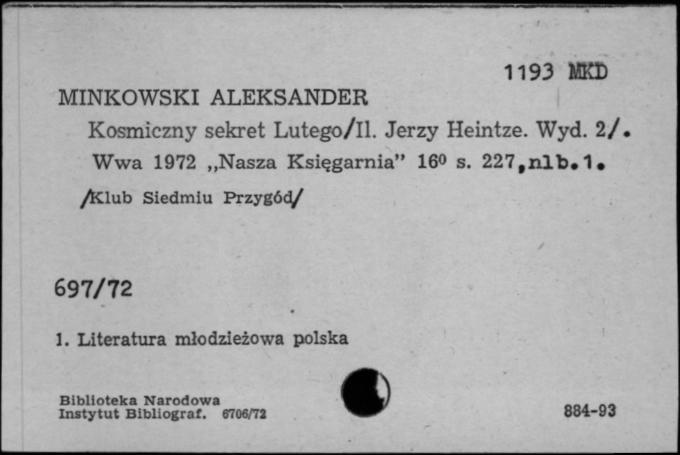 1193 MKD
MINKOWSKI ALEKSANDER
Kosmiczny sekret Lutego/Il. Jerzy Heintze. Wyd. 2/.
Wwa 1972 „Nasza Księgarnia” 16⁰ s. 227,nlb.1.
/Klub Siedmiu Przygód/
697/72
1. Literatura młodzieżowa polska
Biblioteka Narodowa
Instytut Bibliograf. 6706/72
884-93